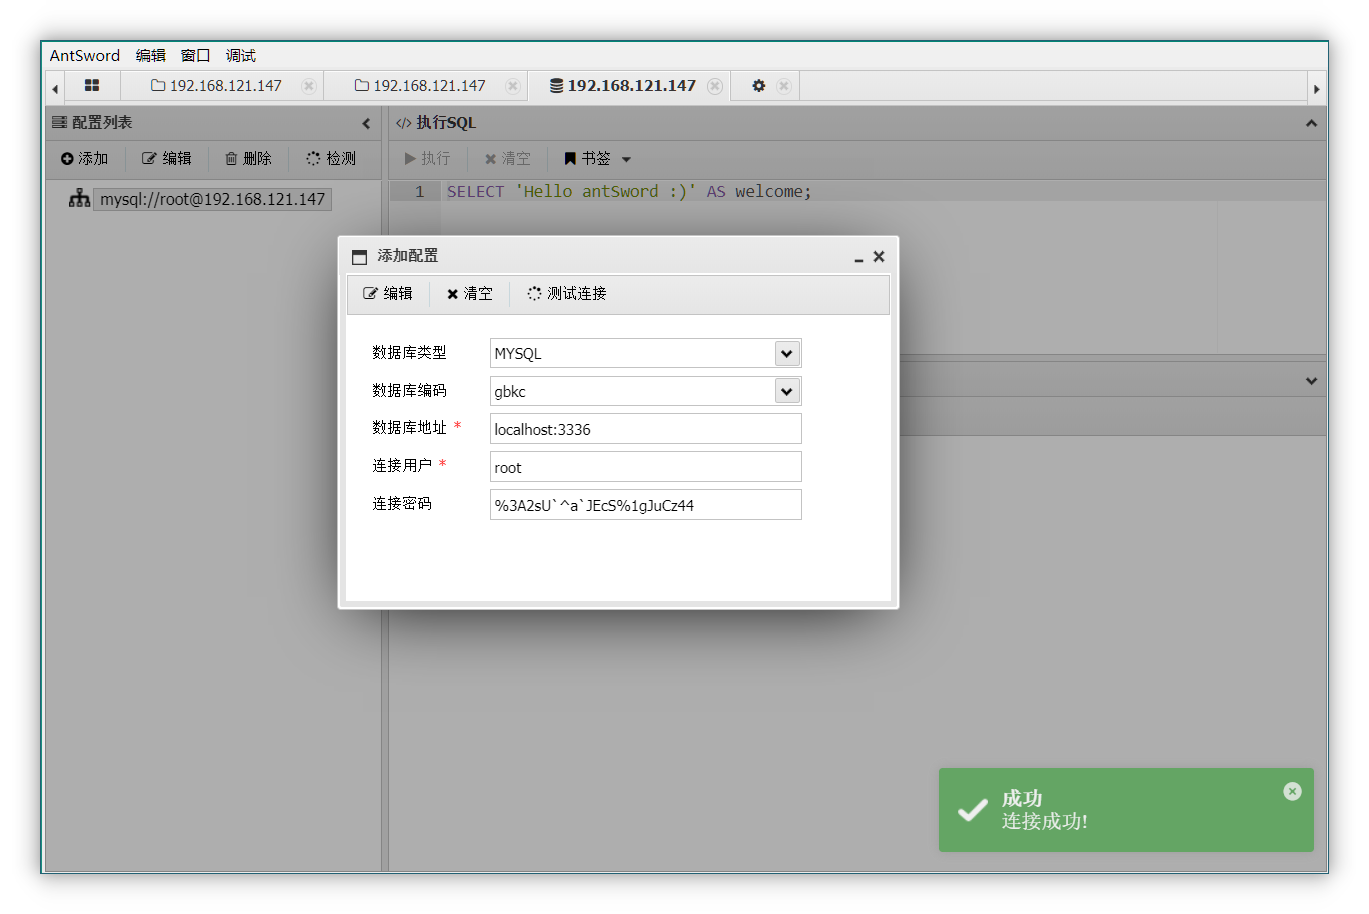 AntSword 编辑 窗口 调试
192.168.121.147 192.168.121.147 192.168.121.147
配置列表
添加 编辑 删除 检测
mysql://root@192.168.121.147
</> 执行SQL
执行 清空 书签
1 SELECT 'Hello antSword :)' AS welcome;
添加配置
编辑 清空 测试连接
数据库类型 MYSQL
数据库编码 gbkc
数据库地址 * localhost:3336
连接用户 * root
连接密码 %3A2sU`^a`JEcS%1gJuCz44
成功
连接成功!